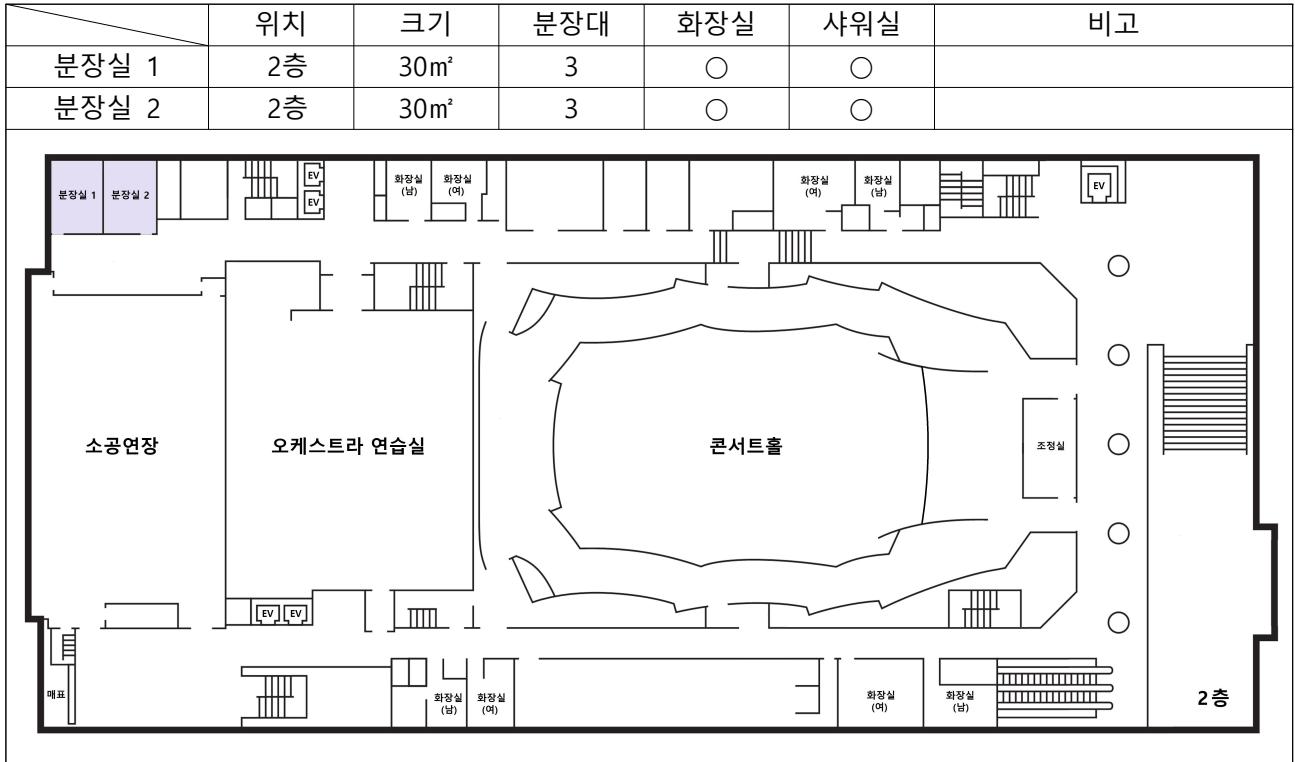 위치 크기 분장대 화장실 샤워실 비고
분장실 1 2층 30㎡ 3 ○ ○
분장실 2 2층 30㎡ 3 ○ ○
분장실 1 분장실 2 EV 화장실 화장실 화장실 화장실 EV
(남) (여) (여) (남)
EV
소공연장 오케스트라 연습실 콘서트홀 조정실
EV EV
매표 화장실 화장실 화장실 화장실 2층
(남) (여) (여) (남)